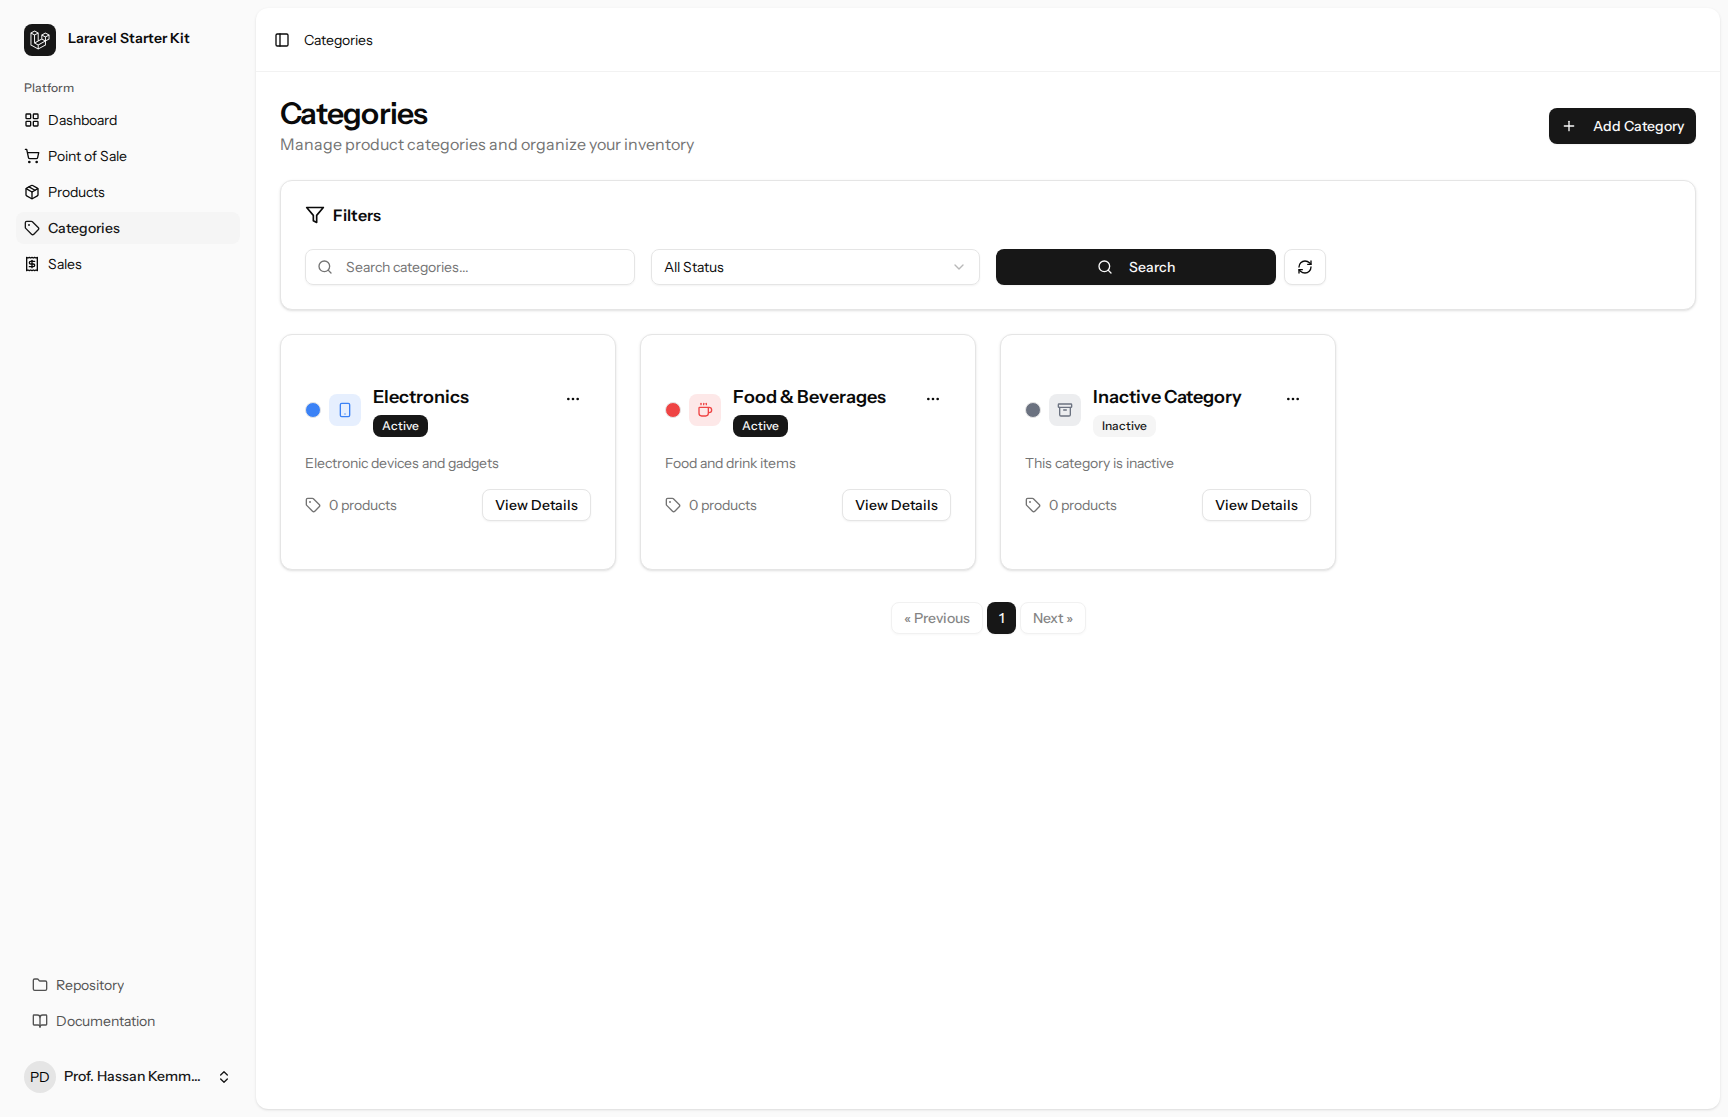 Laravel Starter Kit
Platform
Dashboard
Point of Sale
Products
Categories
Sales
Repository
Documentation
PD
Prof. Hassan Kemm...
Categories
Categories
Manage product categories and organize your inventory
Add Category
Filters
Search categories...
All Status
Search
Electronics
Active
Electronic devices and gadgets
0 products
View Details
Food & Beverages
Active
Food and drink items
0 products
View Details
Inactive Category
Inactive
This category is inactive
0 products
View Details
« Previous
1
Next »